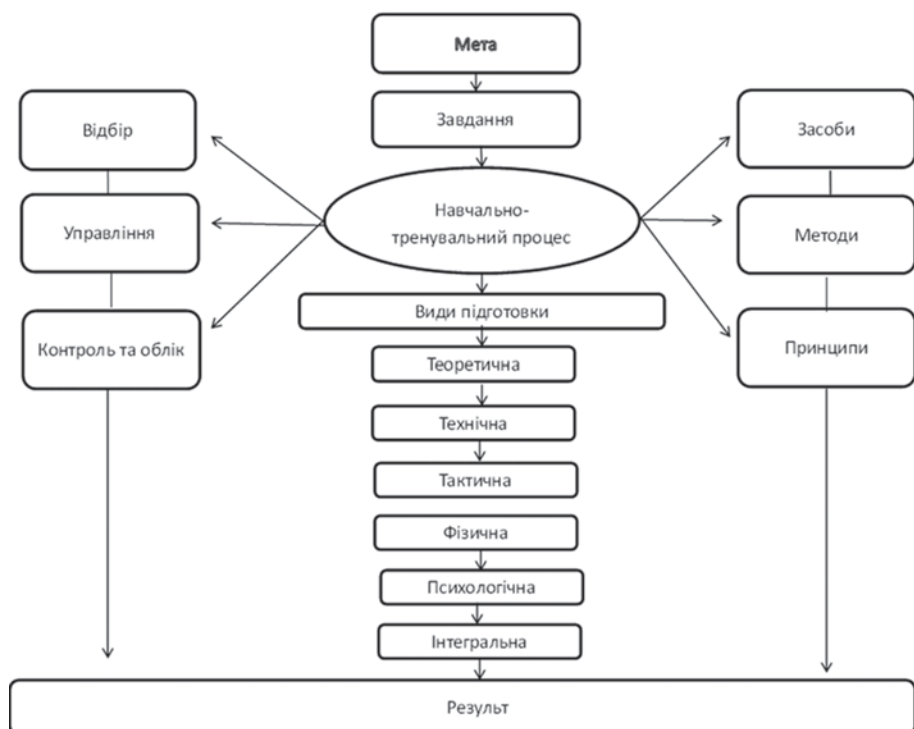 Мета
Завдання
Відбір
Засоби
Навчально-
тренувальний процес
Управління
Методи
Види підготовки
Контроль та облік
Принципи
Теоретична
Технічна
Тактична
Фізична
Психологічна
Інтегральна
Результ